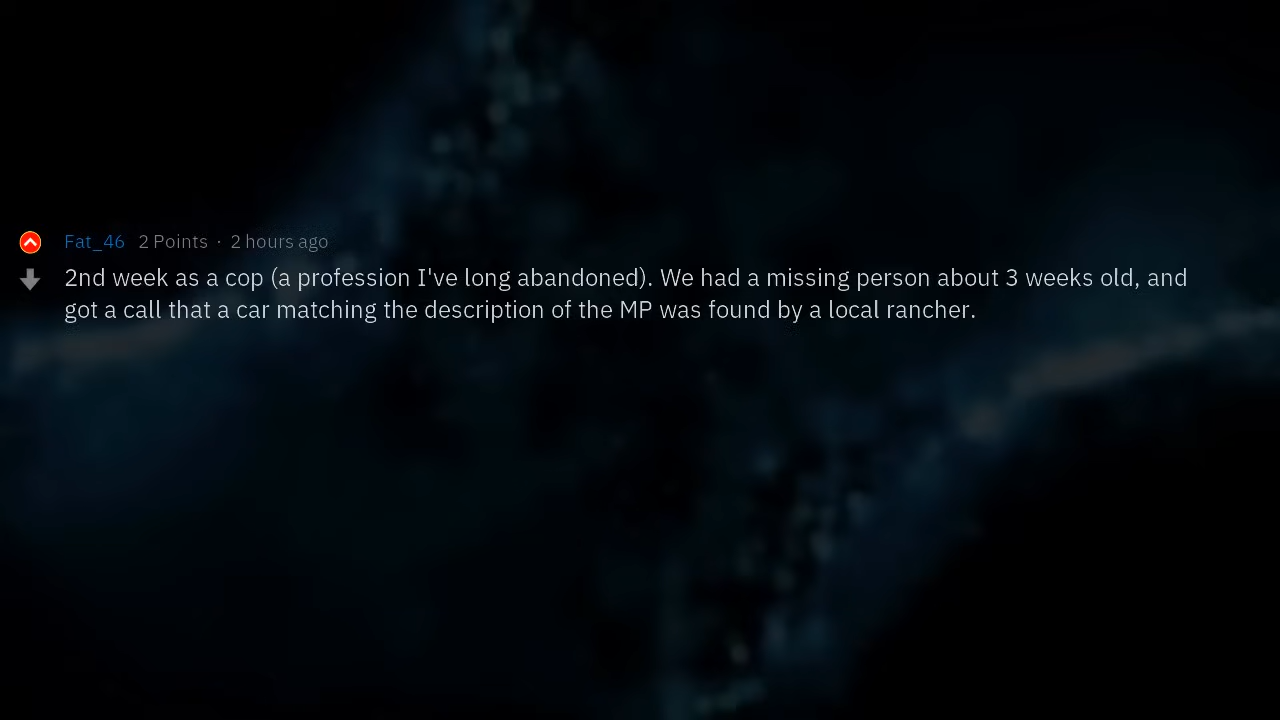 Fat_46 2 Points · 2 hours ago
2nd week as a cop (a profession I've long abandoned). We had a missing person about 3 weeks old, and
got a call that a car matching the description of the MP was found by a local rancher.